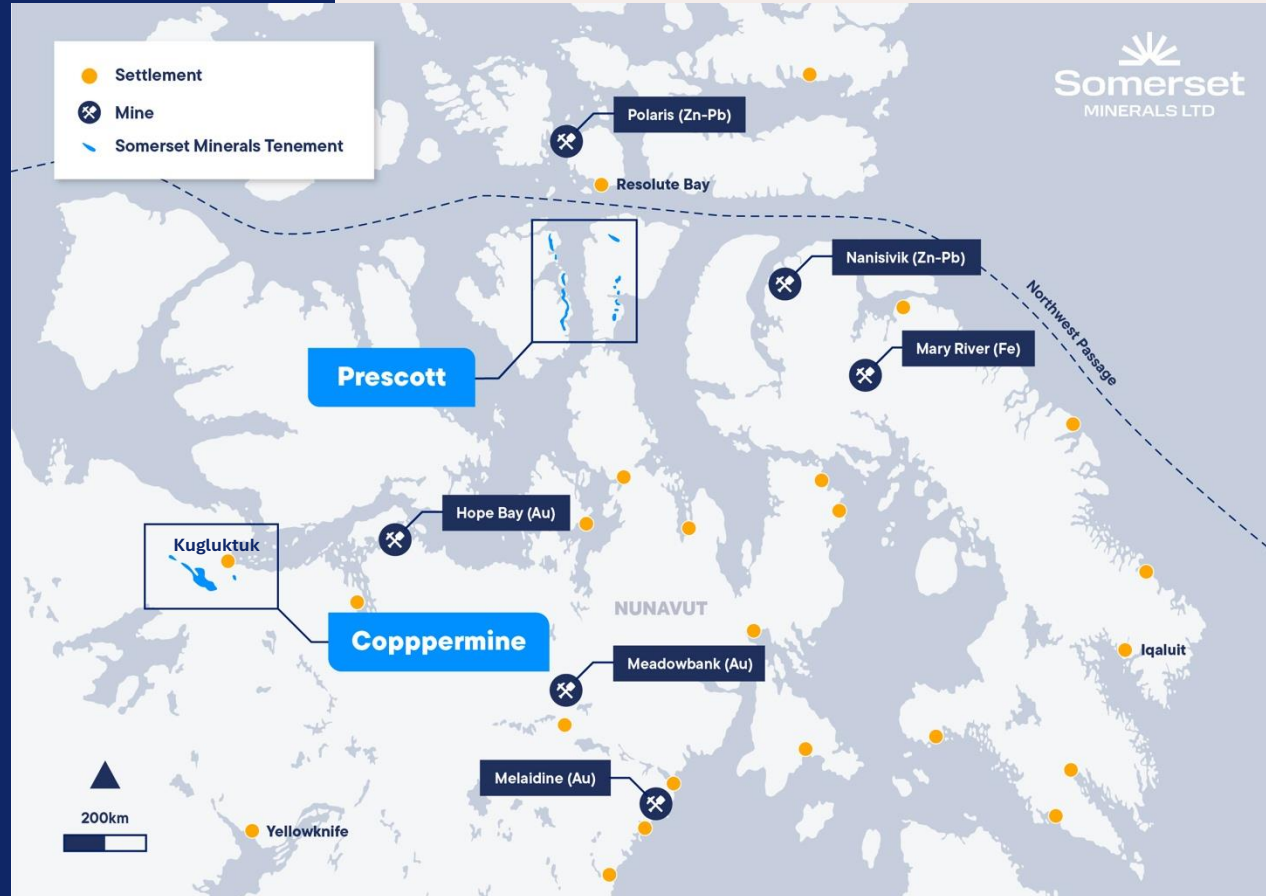 Settlement
Mine
Somerset Minerals Tenement
Somerset
MINERALS LTD
Polaris (Zn-Pb)
Resolute Bay
Nanisivik (Zn-Pb)
Northwest Passage
Mary River (Fe)
Prescott
Hope Bay (Au)
Kugluktuk
NUNAVUT
Copppermine
Iqaluit
Meadowbank (Au)
Melaidine (Au)
200km
Yellowknife